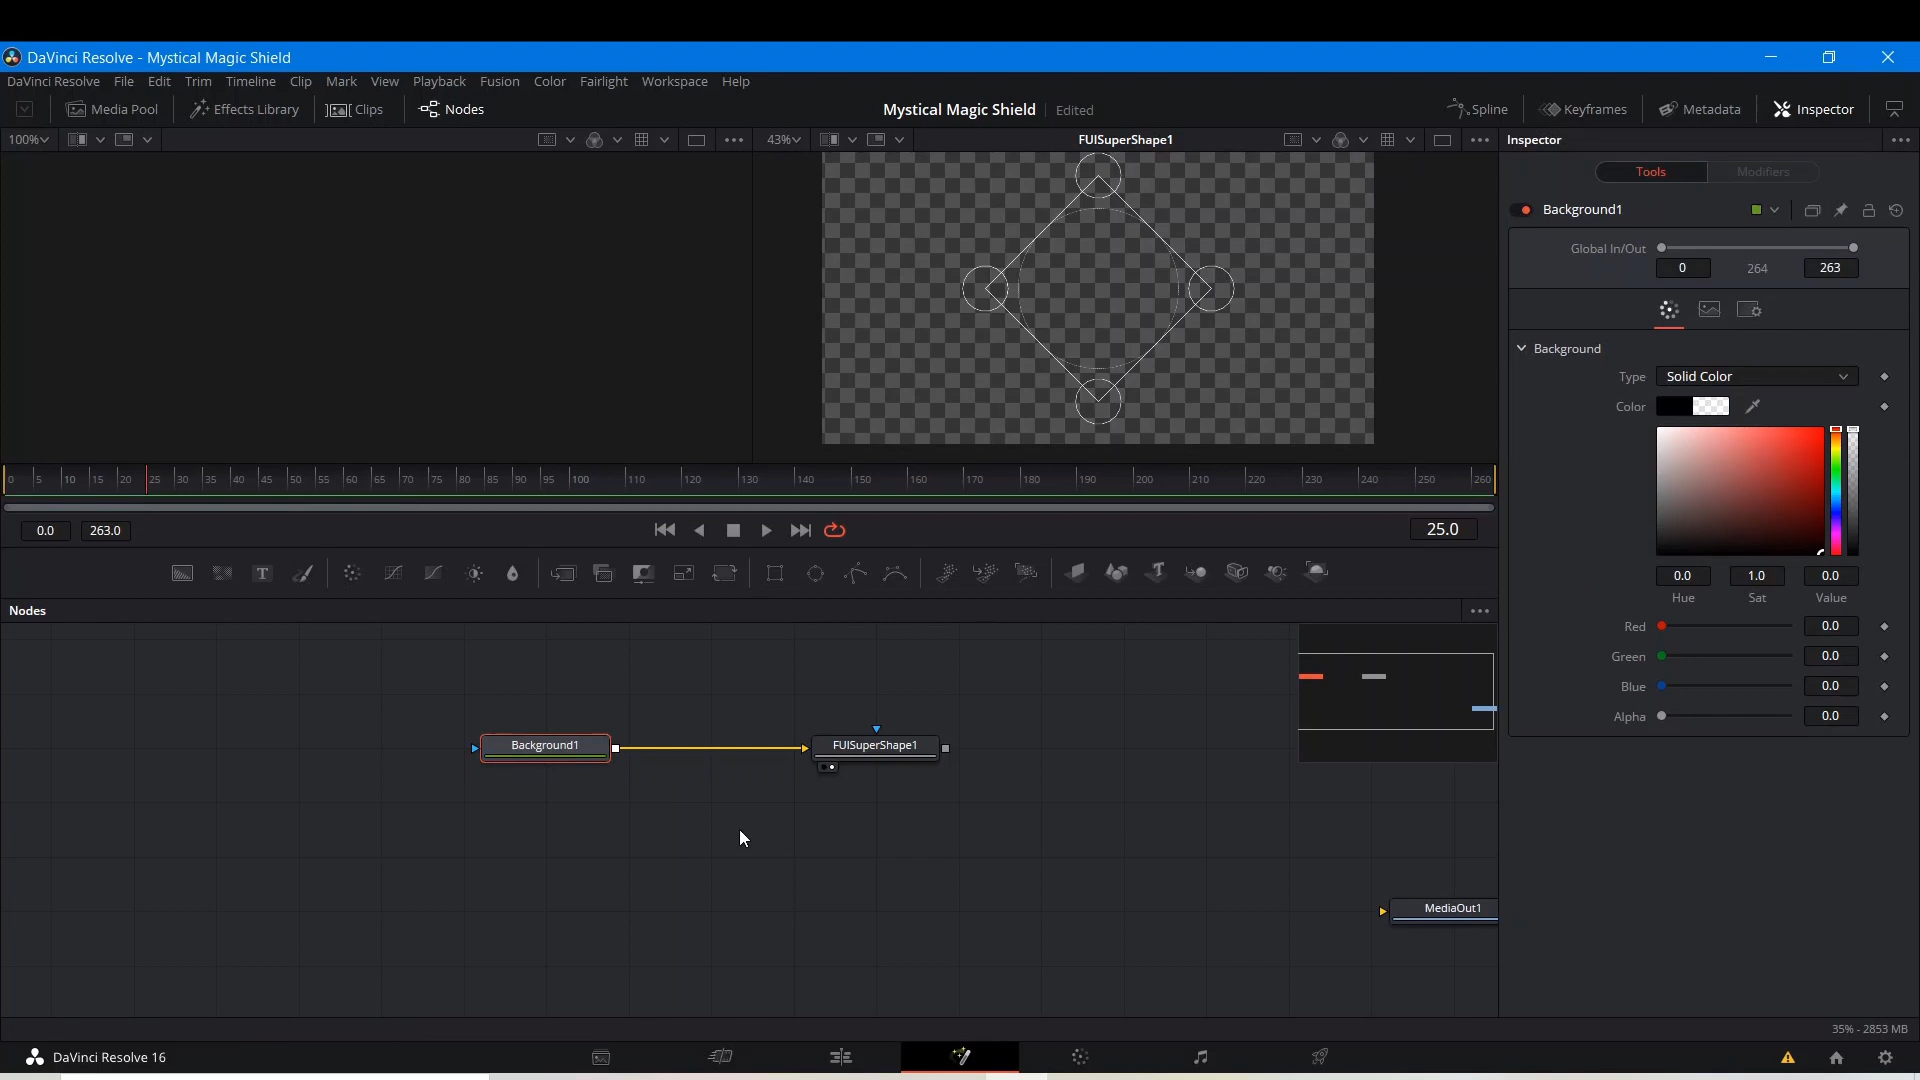 DaVinci Resolve - Mystical Magic Shield
DaVinci Resolve File Edit Trim Timeline Clip Mark View Playback Fusion Color Fairlight Workspace Help
Media Pool Effects Library Clips Nodes Mystical Magic Shield Edited Spline Keyframes Metadata Inspector
100% 43% FUISuperShape1 Inspector
Tools Modifiers
Background1
Global In/Out
0 264 263
Background
Type Solid Color
Color
0 5 10 15 20 25 30 35 40 45 50 55 60 65 70 75 80 85 90 95 100 110 120 130 140 150 160 170 180 190 200 210 220 230 240 250 260
0.0 263.0 25.0
0.0 1.0 0.0
Hue Sat Value
Nodes
Red 0.0
Green 0.0
Blue 0.0
Alpha 0.0
Background1 FUISuperShape1
MediaOut1
35% - 2853 MB
DaVinci Resolve 16